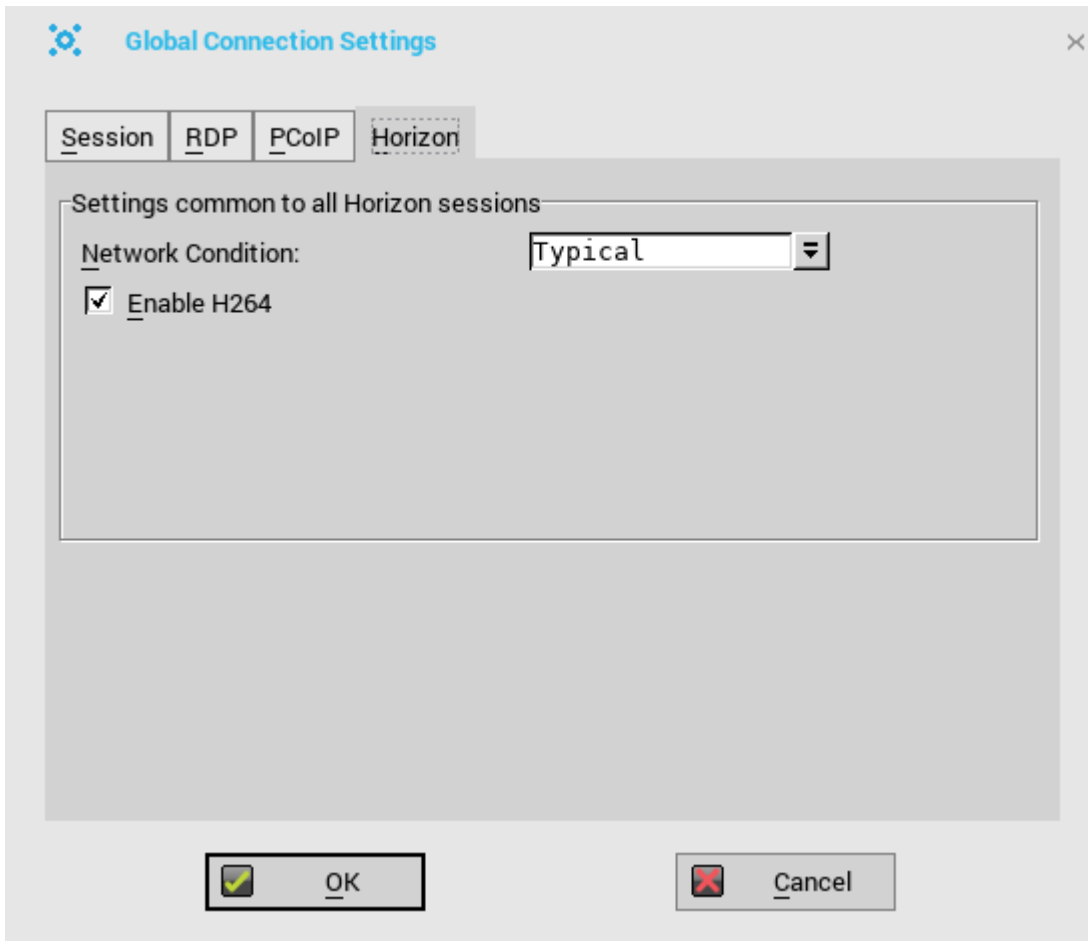 Global Connection Settings
Session RDP PCoIP Horizon
Settings common to all Horizon sessions
Network Condition: Typical
Enable H264
OK Cancel